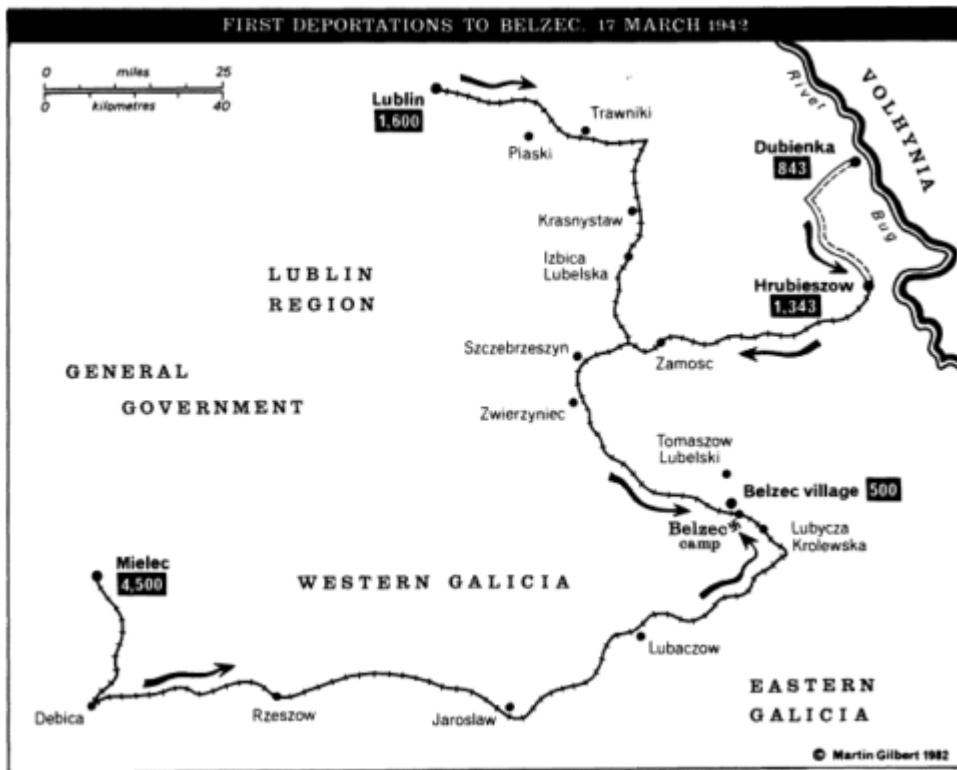 FIRST DEPORTATIONS TO BELZEC, 17 MARCH 1942
0 miles 25
0 kilometres 40
Lublin
1,600
Trawniki
Piaski
River
VOLHYNIA
Dubienka
843
Bug
Krasnystaw
Izbica
Lubelska
LUBLIN
REGION
Hrubieszow
1,343
Szczebrzeszyn
Zamosc
GENERAL
GOVERNMENT
Zwierzyniec
Tomaszow
Lubelski
Belzec village 500
Belzec
camp
Lubycza
Krolewska
Mielec
4,500
WESTERN GALICIA
Lubaczow
Debica
Rzeszow
Jaroslaw
EASTERN
GALICIA
© Martin Gilbert 1982